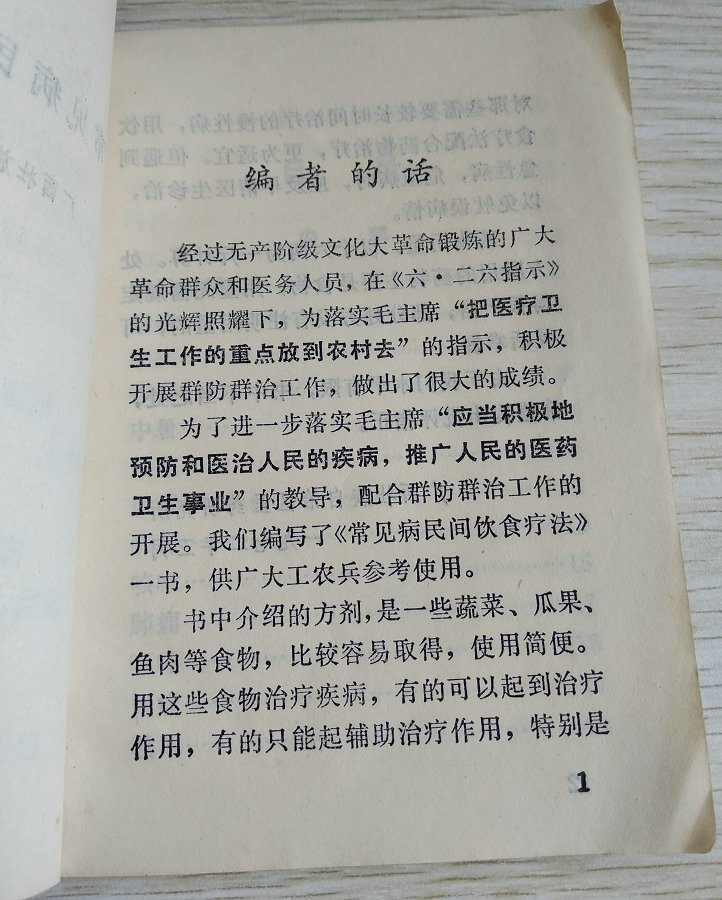 编者的话
经过无产阶级文化大革命锻炼的广大
革命群众和医务人员，在《六·二六指示》
的光辉照耀下，为落实毛主席“把医疗卫
生工作的重点放到农村去”的指示，积极
开展群防群治工作，做出了很大的成绩。
为了进一步落实毛主席“应当积极地
预防和医治人民的疾病，推广人民的医药
卫生事业”的教导，配合群防群治工作的
开展。我们编写了《常见病民间饮食疗法》
一书，供广大工农兵参考使用。
书中介绍的方剂，是一些蔬菜、瓜果、
鱼肉等食物，比较容易取得，使用简便。
用这些食物治疗疾病，有的可以起到治疗
作用，有的只能起辅助治疗作用，特别是
1